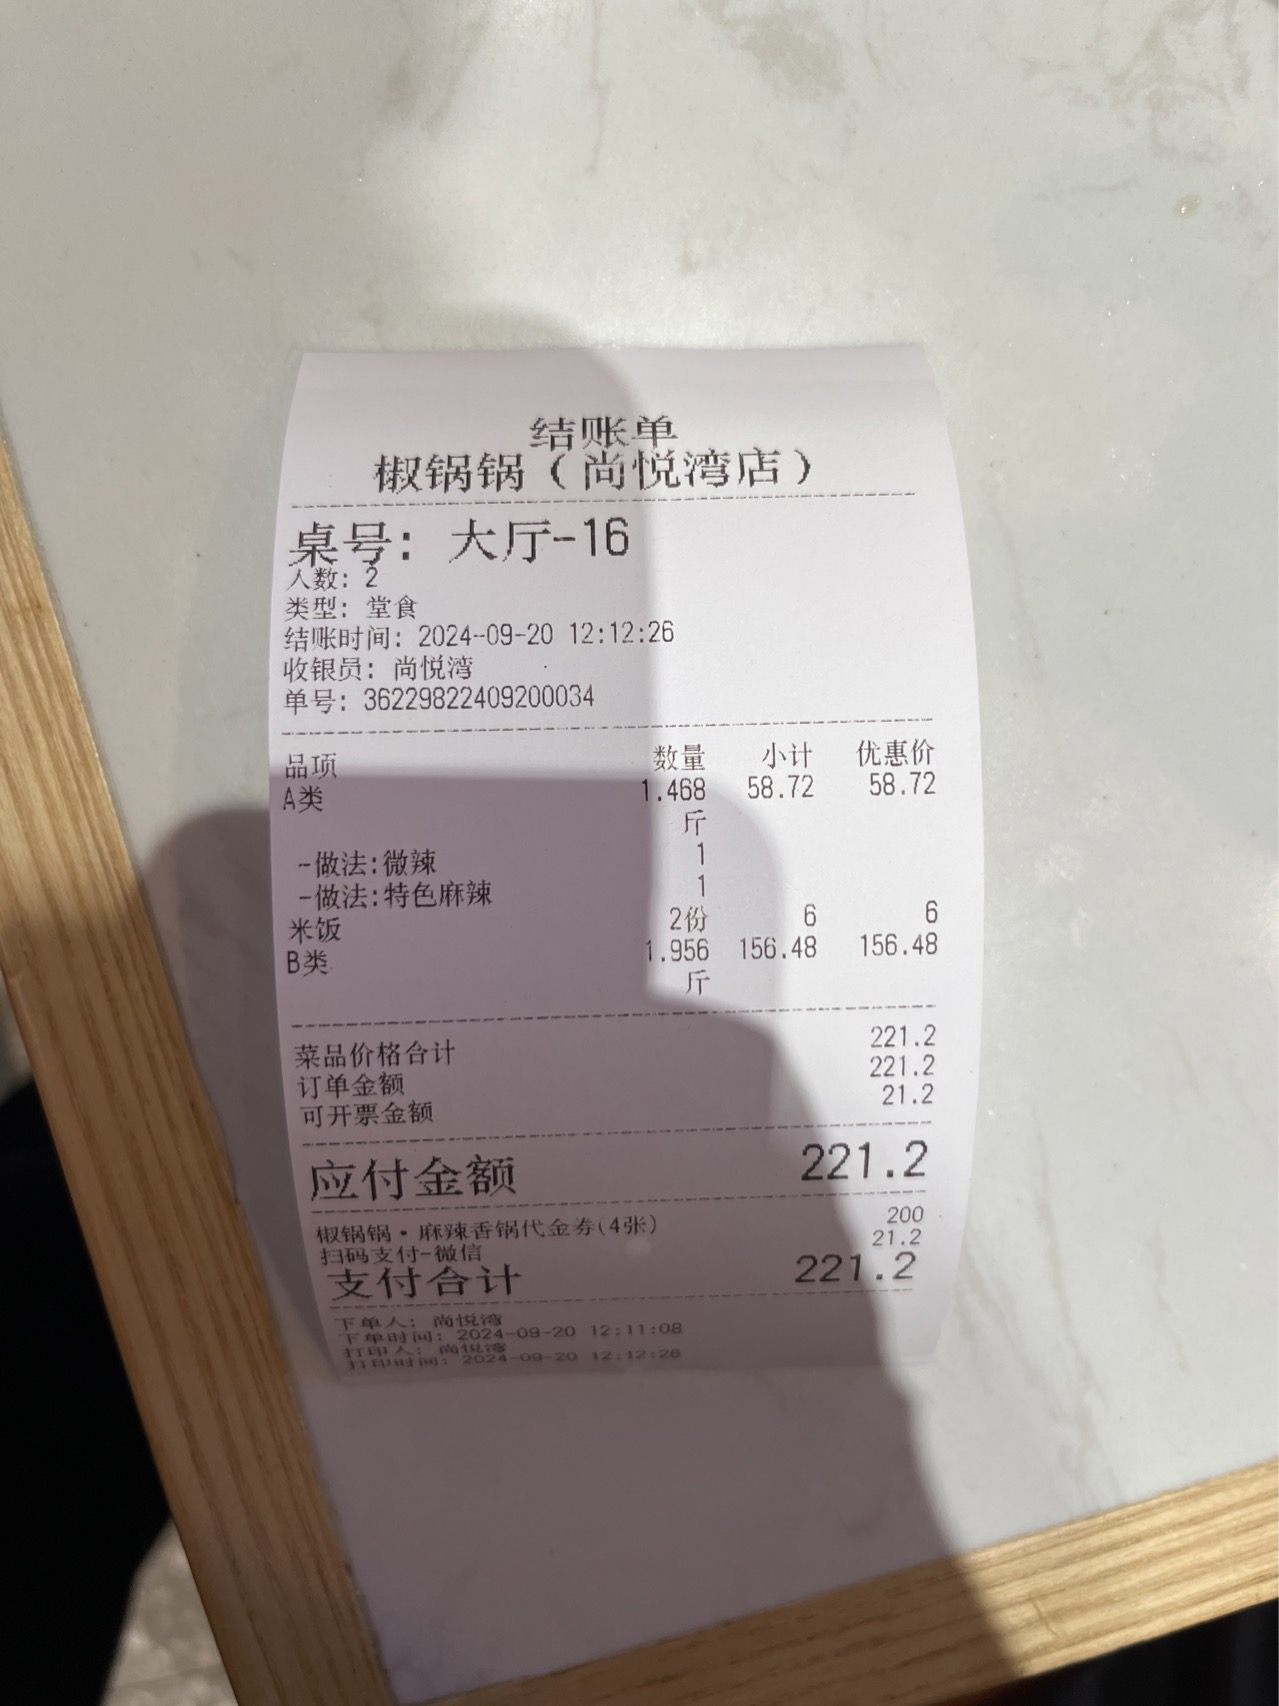 结账单
椒锅锅（尚悦湾店）
桌号: 大厅-16
人数: 2
类型: 堂食
结账时间: 2024-09-20 12:12:26
收银员: 尚悦湾
单号: 36229822409200034
品项 数量 小计 优惠价
A类 1.468 58.72 58.72
斤
-做法:微辣 1
-做法:特色麻辣 1
米饭 2份 6 6
B类 1.956 156.48 156.48
斤
菜品价格合计 221.2
订单金额 221.2
可开票金额 21.2
应付金额 221.2
椒锅锅·麻辣香锅代金券(4张) 200
扫码支付-微信 21.2
支付合计 221.2
下单人: 尚悦湾
下单时间: 2024-09-20 12:11:08
打印人: 尚悦湾
打印时间: 2024-09-20 12:12:26